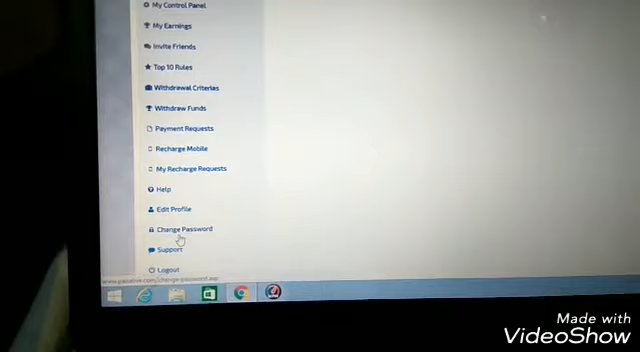 My Control Panel
My Earnings
Invite Friends
Top 10 Rules
Withdrawal Criterias
Withdraw Funds
Payment Requests
Recharge Mobile
My Recharge Requests
Help
Edit Profile
Change Password
Support
Logout
Made with
VideoShow